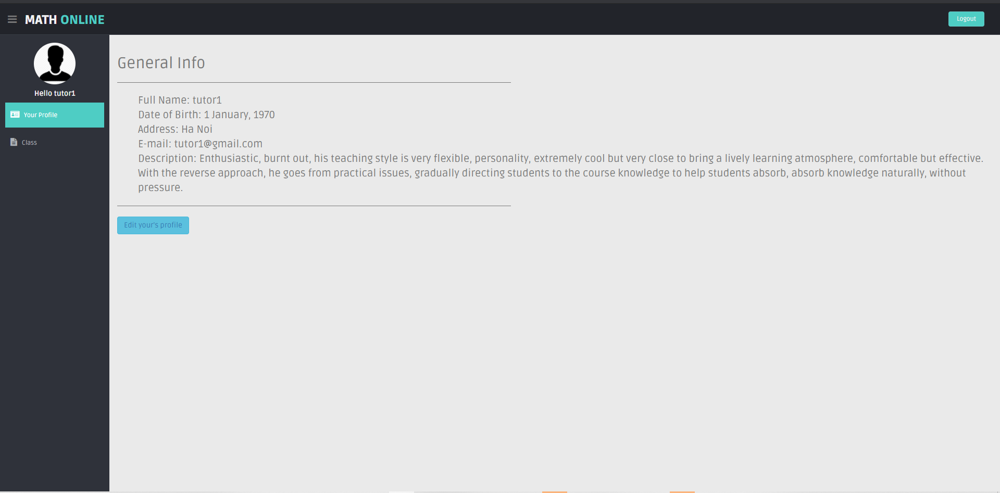 MATH ONLINE
Logout
Hello tutor1
Your Profile
Class
General Info
Full Name: tutor1
Date of Birth: 1 January, 1970
Address: Ha Noi
E-mail: tutor1@gmail.com
Description: Enthusiastic, burnt out, his teaching style is very flexible, personality, extremely cool but very close to bring a lively learning atmosphere, comfortable but effective.
With the reverse approach, he goes from practical issues, gradually directing students to the course knowledge to help students absorb, absorb knowledge naturally, without
pressure.
Edit your's profile